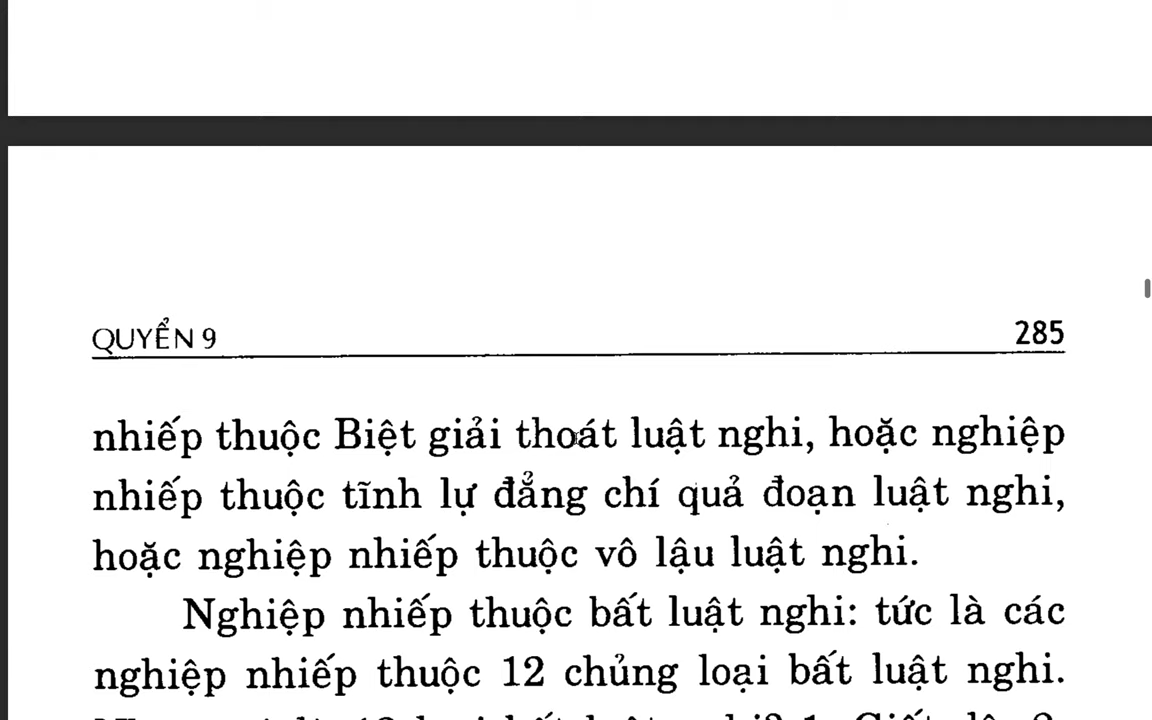 QUYỂN 9 285
nhiếp thuộc Biệt giải thoát luật nghi, hoặc nghiệp
nhiếp thuộc tĩnh lự đẳng chí quả đoạn luật nghi,
hoặc nghiệp nhiếp thuộc vô lậu luật nghi.
Nghiệp nhiếp thuộc bất luật nghi: tức là các
nghiệp nhiếp thuộc 12 chủng loại bất luật nghi.